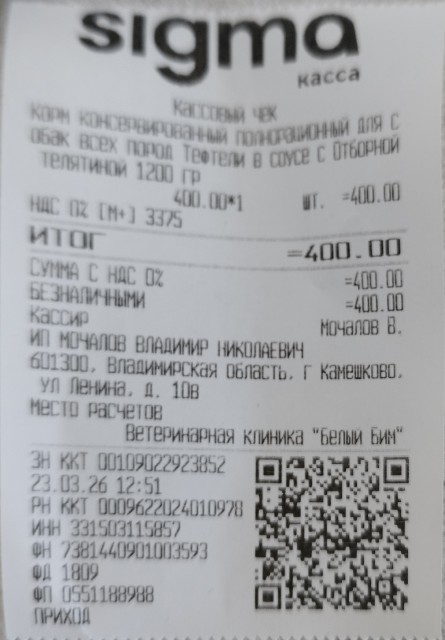 sigma
касса
Кассовый чек
Корм консервированный полнорационный для с
обак всех пород Тефтели в соусе с Отборной
телятиной 1200 гр
400.00*1 шт. =400.00
НДС 0% [М+] 3375
ИТОГ =400.00
СУММА С НДС 0% =400.00
БЕЗНАЛИЧНЫМИ =400.00
Кассир Мочалов В.
ИП МОЧАЛОВ ВЛАДИМИР НИКОЛАЕВИЧ
601300, Владимирская область, г Камешково,
ул Ленина, д. 10в
Место расчетов
Ветеринарная клиника "Белый Бим"
ЗН ККТ 00109022923852
23.03.26 12:51
РН ККТ 0009622024010978
ИНН 331503115857
ФН 7381440901003593
ФД 1809
ФП 0551188988
ПРИХОД